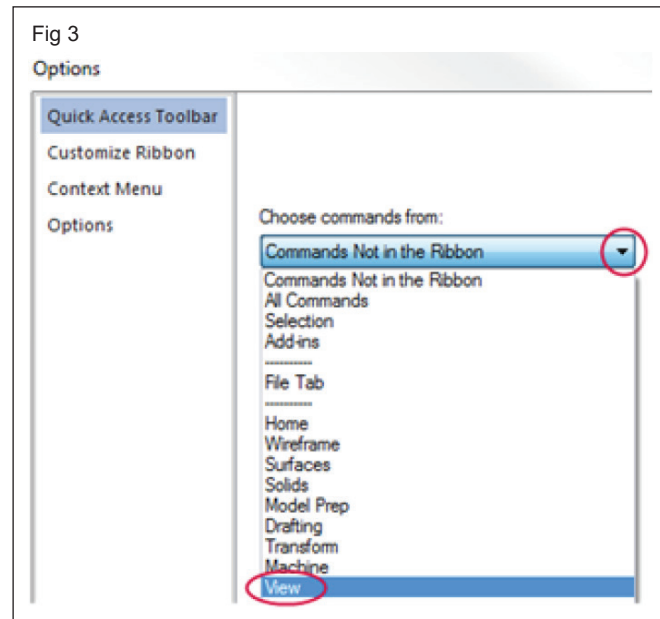 Fig 3
Options
Quick Access Toolbar
Customize Ribbon
Context Menu
Options
Choose commands from:
Commands Not in the Ribbon
Commands Not in the Ribbon
All Commands
Selection
Add-ins
----------
File Tab
----------
Home
Wireframe
Surfaces
Solids
Model Prep
Drafting
Transform
Machine
View